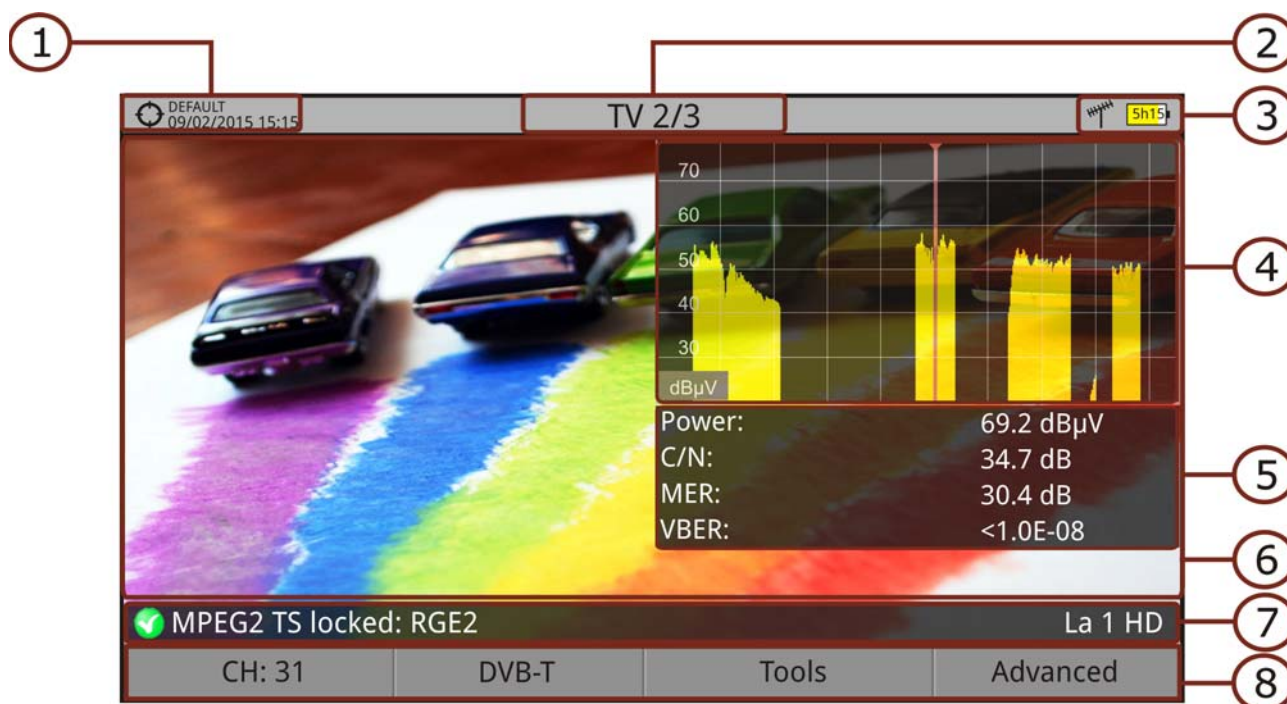 1
2
3
4
5
6
7
8
DEFAULT
09/02/2015 15:15
TV 2/3
5h15
70
60
50
40
30
dBµV
Power: 69.2 dBµV
C/N: 34.7 dB
MER: 30.4 dB
VBER: <1.0E-08
MPEG2 TS locked: RGE2 La 1 HD
CH: 31 DVB-T Tools Advanced